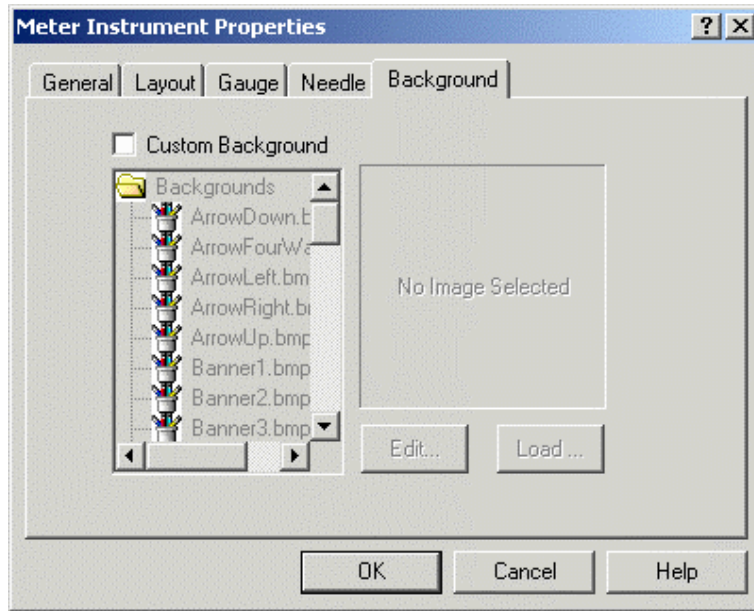 Meter Instrument Properties
General Layout Gauge Needle Background
Custom Background
Backgrounds
ArrowDown.b
ArrowFourWa
ArrowLeft.bm
ArrowRight.bi
ArrowUp.bmp
Banner1.bmp
Banner2.bmp
Banner3.bmp
No Image Selected
Edit... Load ...
OK Cancel Help